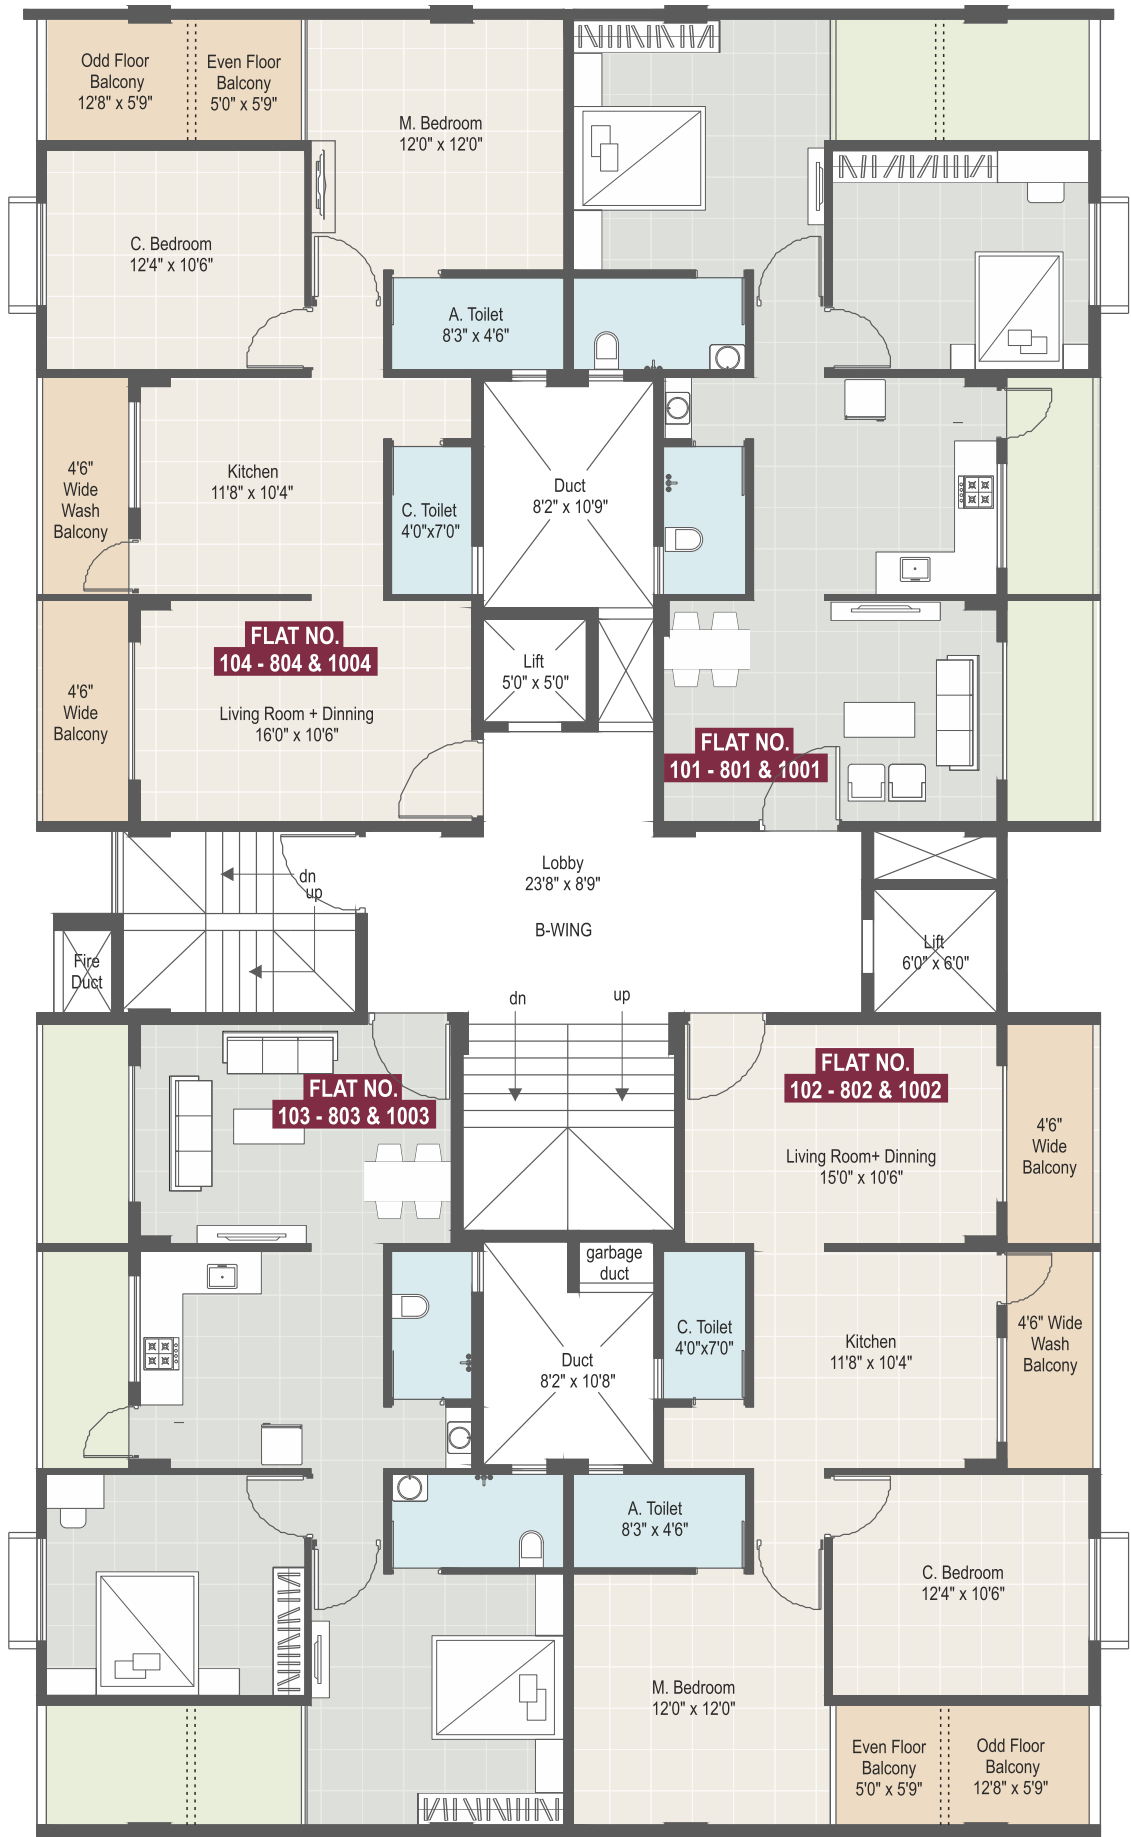 Odd Floor
Balcony
12'8" x 5'9"
Even Floor
Balcony
5'0" x 5'9"
M. Bedroom
12'0" x 12'0"
C. Bedroom
12'4" x 10'6"
A. Toilet
8'3" x 4'6"
4'6"
Wide
Wash
Balcony
Kitchen
11'8" x 10'4"
C. Toilet
4'0"x7'0"
Duct
8'2" x 10'9"
FLAT NO.
104 - 804 & 1004
Lift
5'0" x 5'0"
4'6"
Wide
Balcony
Living Room + Dinning
16'0" x 10'6"
FLAT NO.
101 - 801 & 1001
dn
up
Lobby
23'8" x 8'9"
B-WING
Fire
Duct
Lift
6'0" x 6'0"
dn
up
FLAT NO.
103 - 803 & 1003
FLAT NO.
102 - 802 & 1002
Living Room+ Dinning
15'0" x 10'6"
4'6"
Wide
Balcony
garbage
duct
Duct
8'2" x 10'8"
C. Toilet
4'0"x7'0"
Kitchen
11'8" x 10'4"
4'6" Wide
Wash
Balcony
A. Toilet
8'3" x 4'6"
C. Bedroom
12'4" x 10'6"
M. Bedroom
12'0" x 12'0"
Even Floor
Balcony
5'0" x 5'9"
Odd Floor
Balcony
12'8" x 5'9"